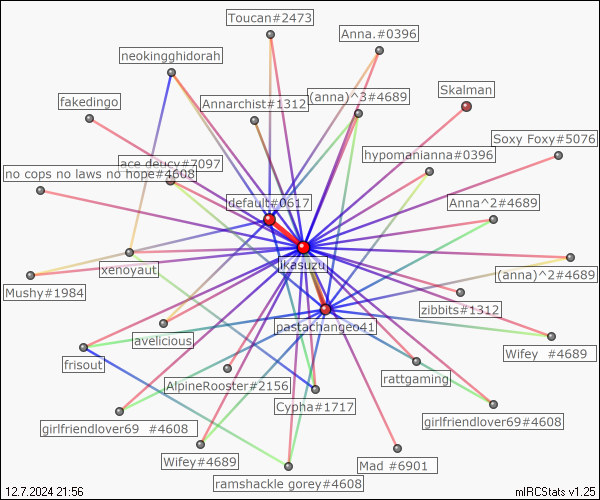 Toucan#2473
Anna.#0396
neokingghidorah
Skalman
fakedingo
Annarchist#1312
(anna)^3#4689
Soxy Foxy#5076
hypomanianna#0396
ace deucy#7097
no cops no laws no hope#4608
default#0617
Anna^2#4689
ikasuzu
xenoyaut
(anna)^2#4689
Mushy#1984
zibbits#1312
pastachangeo41
avelicious
Wifey  #4689
frisout
rattgaming
AlpineRooster#2156
Cypha#1717
girlfriendlover69#4608
girlfriendlover69  #4608
Wifey#4689
Mad #6901
ramshackle gorey#4608
12.7.2024 21:56
mIRCStats v1.25